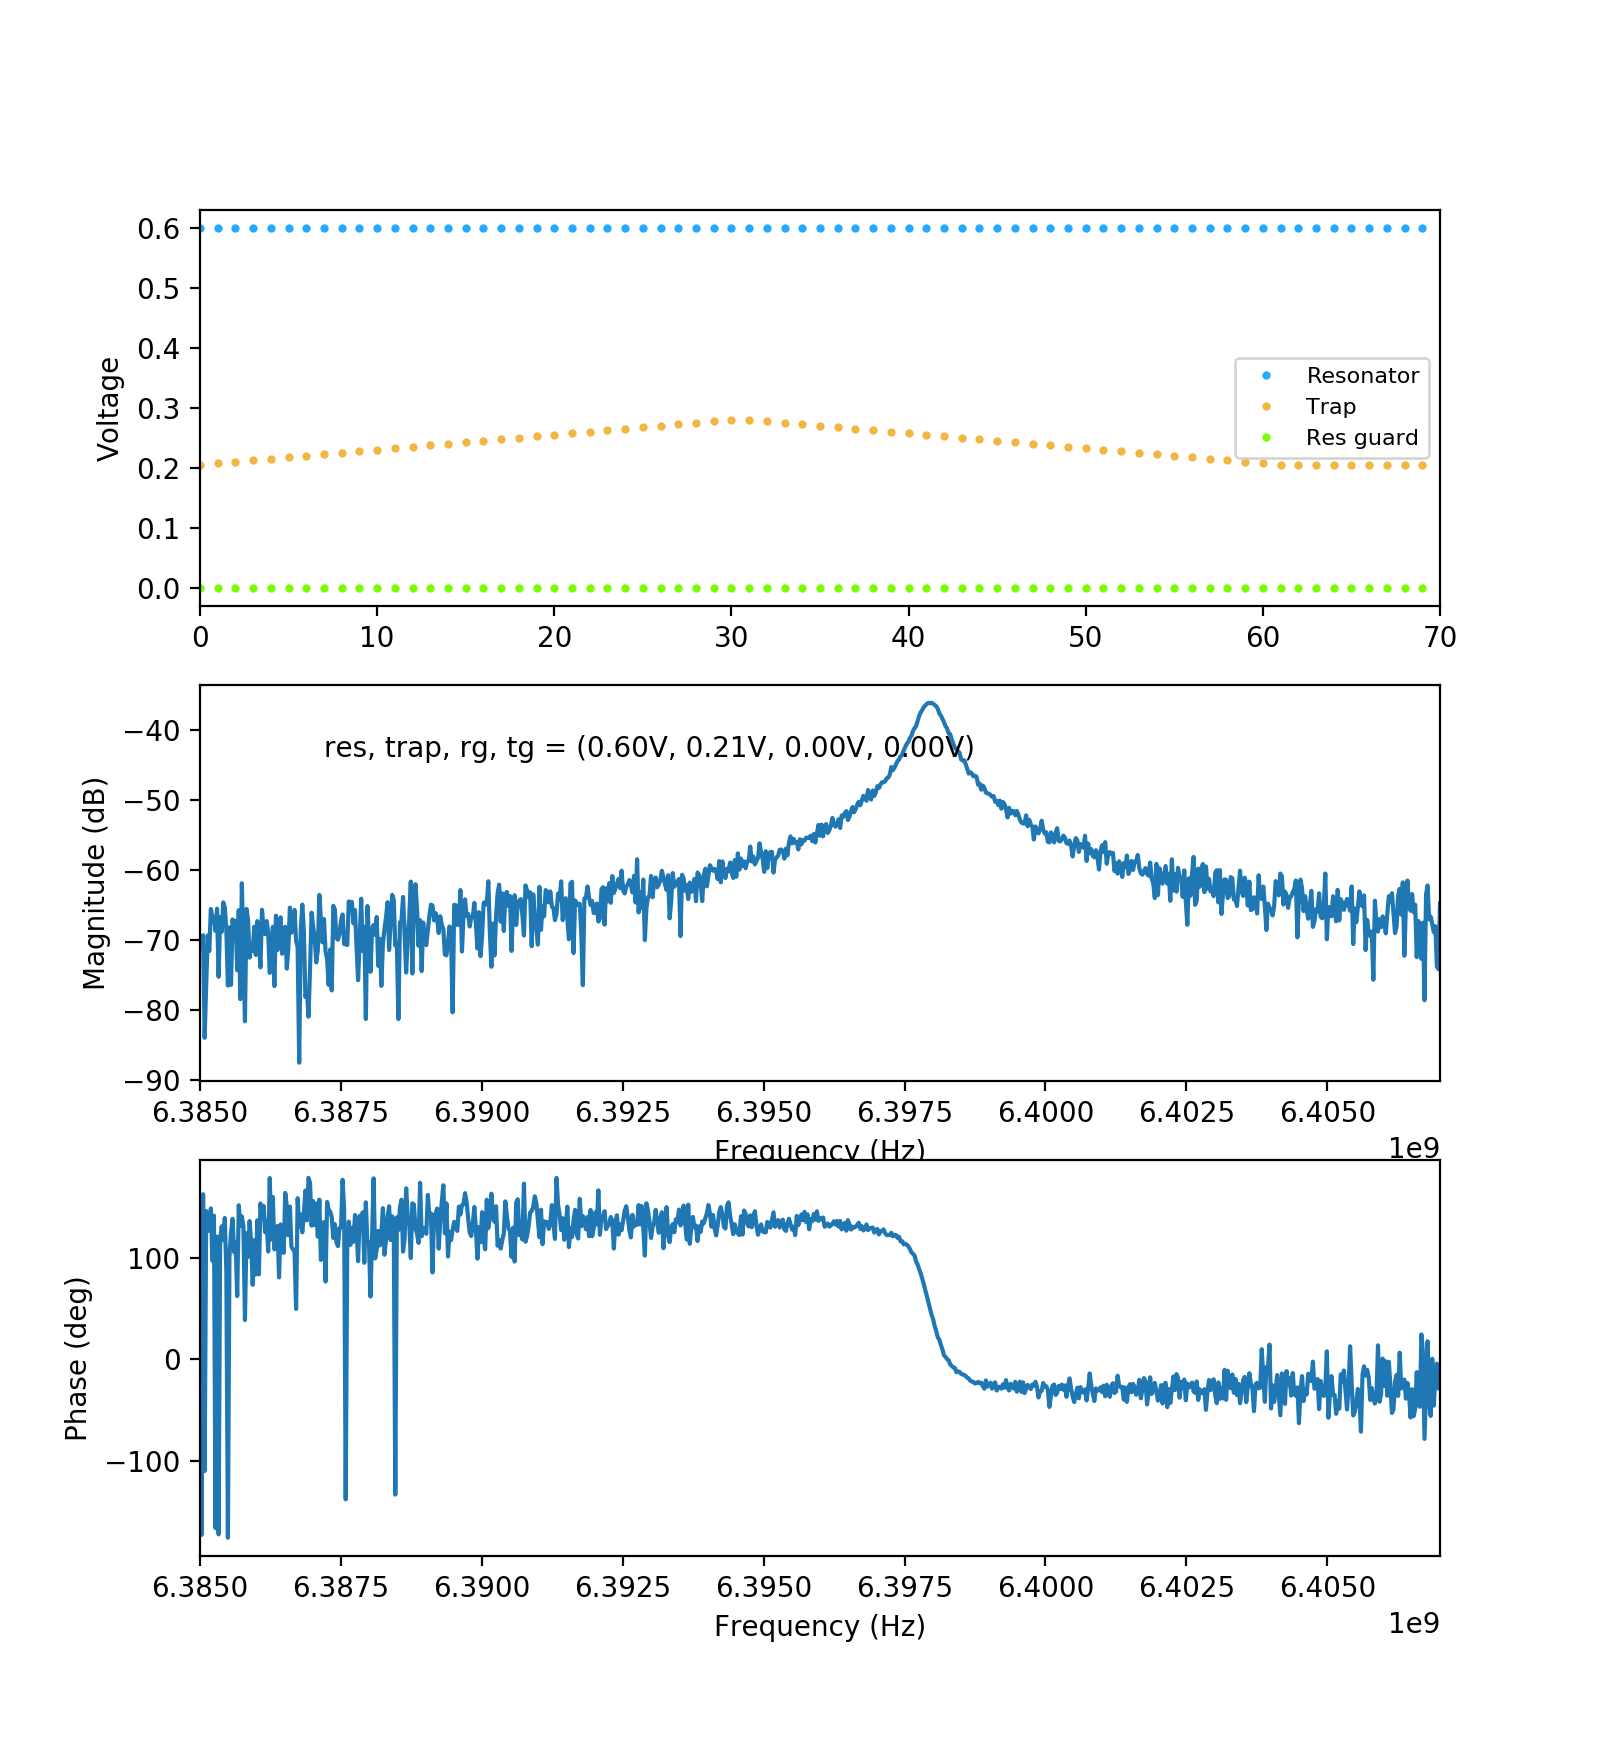 0.6
0.5
0.4
0.3
0.2
0.1
0.0
Voltage
Resonator
Trap
Res guard
0 10 20 30 40 50 60 70
−40
−50
−60
−70
−80
−90
Magnitude (dB)
res, trap, rg, tg = (0.60V, 0.21V, 0.00V, 0.00V)
6.3850 6.3875 6.3900 6.3925 6.3950 6.3975 6.4000 6.4025 6.4050
Frequency (Hz)
1e9
100
0
−100
Phase (deg)
6.3850 6.3875 6.3900 6.3925 6.3950 6.3975 6.4000 6.4025 6.4050
Frequency (Hz)
1e9